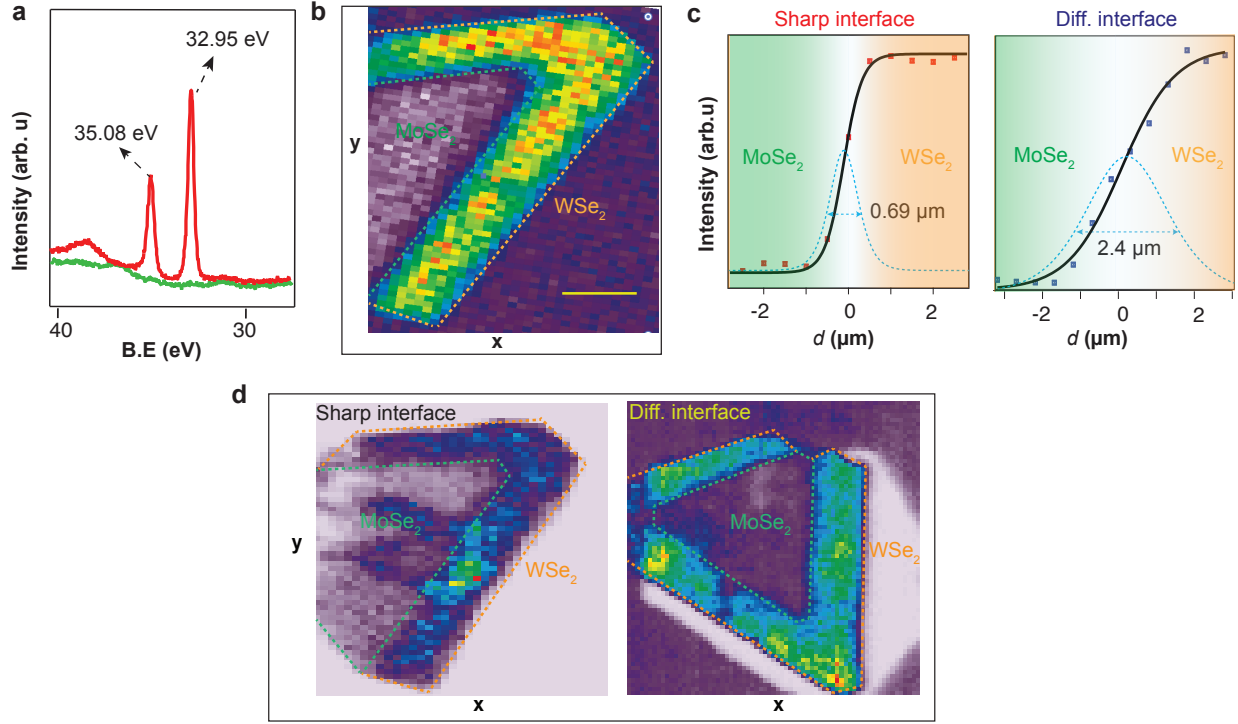 a
32.95 eV
35.08 eV
Intensity (arb. u)
40
30
B.E (eV)
b
MoSe2
WSe2
y
x
c
Sharp interface
Diff. interface
Intensity (arb.u)
MoSe2
WSe2
0.69 µm
-2
0
2
d (µm)
MoSe2
WSe2
2.4 µm
-2
0
2
d (µm)
d
Sharp interface
MoSe2
WSe2
y
x
Diff. interface
MoSe2
WSe2
x